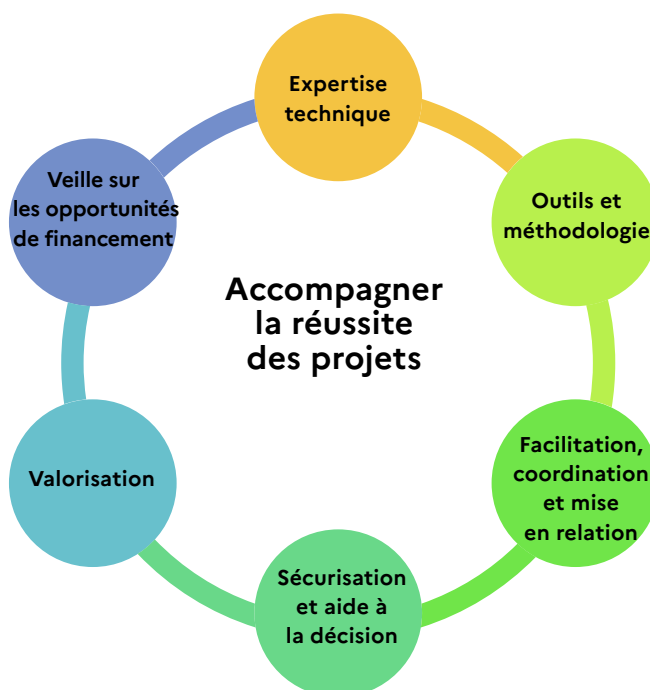 Expertise
technique
Outils et
méthodologie
Facilitation,
coordination
et mise
en relation
Sécurisation
et aide à
la décision
Valorisation
Veille sur
les opportunités
de financement
Accompagner
la réussite
des projets